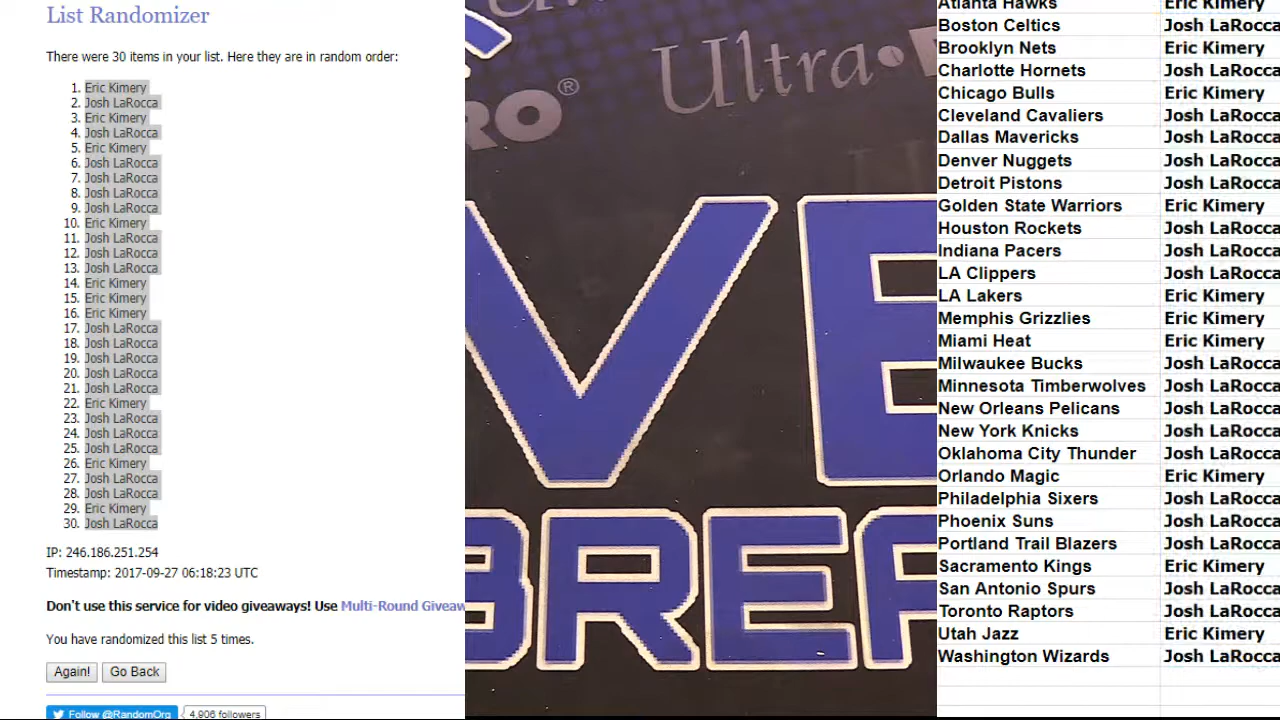 List Randomizer
There were 30 items in your list. Here they are in random order:
1. Eric Kimery
2. Josh LaRocca
3. Eric Kimery
4. Josh LaRocca
5. Eric Kimery
6. Josh LaRocca
7. Josh LaRocca
8. Josh LaRocca
9. Josh LaRocca
10. Eric Kimery
11. Josh LaRocca
12. Josh LaRocca
13. Josh LaRocca
14. Eric Kimery
15. Eric Kimery
16. Eric Kimery
17. Josh LaRocca
18. Josh LaRocca
19. Josh LaRocca
20. Josh LaRocca
21. Josh LaRocca
22. Eric Kimery
23. Josh LaRocca
24. Josh LaRocca
25. Josh LaRocca
26. Eric Kimery
27. Josh LaRocca
28. Josh LaRocca
29. Eric Kimery
30. Josh LaRocca
IP: 246.186.251.254
Timestamp: 2017-09-27 06:18:23 UTC
Don't use this service for video giveaways! Use Multi-Round Giveaw
You have randomized this list 5 times.
Again! Go Back
Follow @RandomOrg 4,906 followers
Ultra
RO®
VE
BREA
Atlanta Hawks Eric Kimery
Boston Celtics Josh LaRocca
Brooklyn Nets Eric Kimery
Charlotte Hornets Josh LaRocca
Chicago Bulls Eric Kimery
Cleveland Cavaliers Josh LaRocca
Dallas Mavericks Josh LaRocca
Denver Nuggets Josh LaRocca
Detroit Pistons Josh LaRocca
Golden State Warriors Eric Kimery
Houston Rockets Josh LaRocca
Indiana Pacers Josh LaRocca
LA Clippers Josh LaRocca
LA Lakers Eric Kimery
Memphis Grizzlies Eric Kimery
Miami Heat Eric Kimery
Milwaukee Bucks Josh LaRocca
Minnesota Timberwolves Josh LaRocca
New Orleans Pelicans Josh LaRocca
New York Knicks Josh LaRocca
Oklahoma City Thunder Josh LaRocca
Orlando Magic Eric Kimery
Philadelphia Sixers Josh LaRocca
Phoenix Suns Josh LaRocca
Portland Trail Blazers Josh LaRocca
Sacramento Kings Eric Kimery
San Antonio Spurs Josh LaRocca
Toronto Raptors Josh LaRocca
Utah Jazz Eric Kimery
Washington Wizards Josh LaRocca